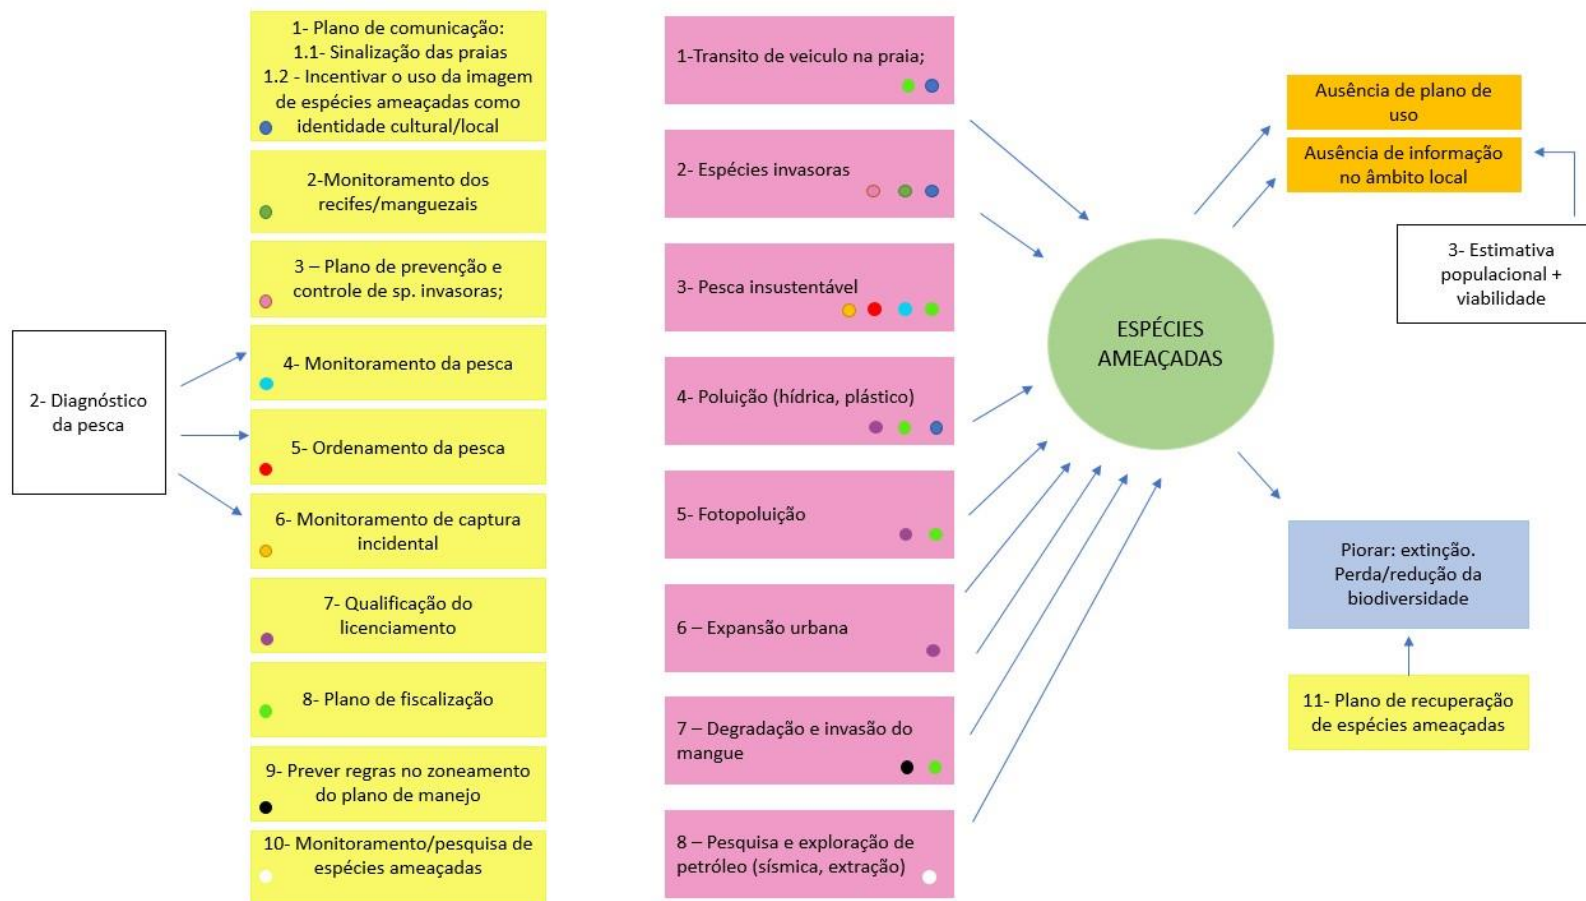 2- Diagnóstico
da pesca
1- Plano de comunicação:
1.1- Sinalização das praias
1.2 - Incentivar o uso da imagem
de espécies ameaçadas como
identidade cultural/local
2-Monitoramento dos
recifes/manguezais
3 – Plano de prevenção e
controle de sp. invasoras;
4- Monitoramento da pesca
5- Ordenamento da pesca
6- Monitoramento de captura
incidental
7- Qualificação do
licenciamento
8- Plano de fiscalização
9- Prever regras no zoneamento
do plano de manejo
10- Monitoramento/pesquisa de
espécies ameaçadas
1-Transito de veiculo na praia;
2- Espécies invasoras
3- Pesca insustentável
4- Poluição (hídrica, plástico)
5- Fotopoluição
6 – Expansão urbana
7 – Degradação e invasão do
mangue
8 – Pesquisa e exploração de
petróleo (sísmica, extração)
ESPÉCIES
AMEAÇADAS
Ausência de plano de
uso
Ausência de informação
no âmbito local
3- Estimativa
populacional +
viabilidade
Piorar: extinção.
Perda/redução da
biodiversidade
11- Plano de recuperação
de espécies ameaçadas